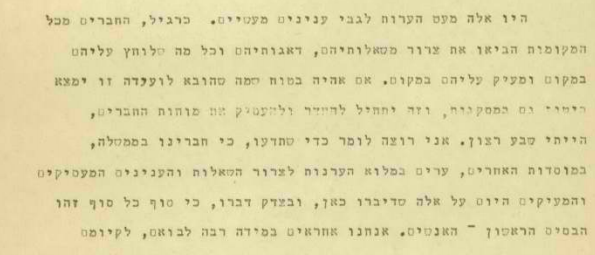 היו אלה מעט הערות לגבי ענינים מעשיים. כרגיל, החברים מכל
המקומות הביאו את צרור משאלותיהם, דאגותיהם וכל מה שלוחץ עליהם
במקום ומעיק עליהם במקום. אם אהיה בטוח שמה שהובא לועידה זו ימצא
גם במסקנות, וזה יתחיל להחדר ולהעסיק את מוחות החברים,
הייתי שבע רצון. אני רוצה לומר כדי שתדעו, כי חברינו בממשלה,
במוסדות האחרים, ערים במלוא הערנות לצרור השאלות והענינים המעסיקים
והמעיקים היום על אלה שדיברו כאן, ובצדק דברו, כי סוף כל סוף זהו
הבסיס הראשון - האנשים. אנחנו אחראים במידה רבה לבואם, לקיומם